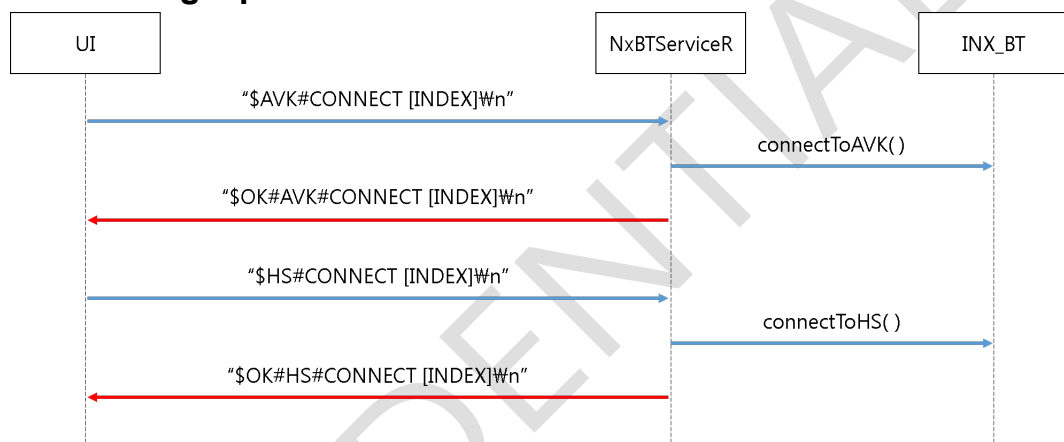 UI
NxBTServiceR
INX_BT
“$AVK#CONNECT [INDEX]₩n”
connectToAVK( )
“$OK#AVK#CONNECT [INDEX]₩n”
“$HS#CONNECT [INDEX]₩n”
connectToHS( )
“$OK#HS#CONNECT [INDEX]₩n”
DENTIAL